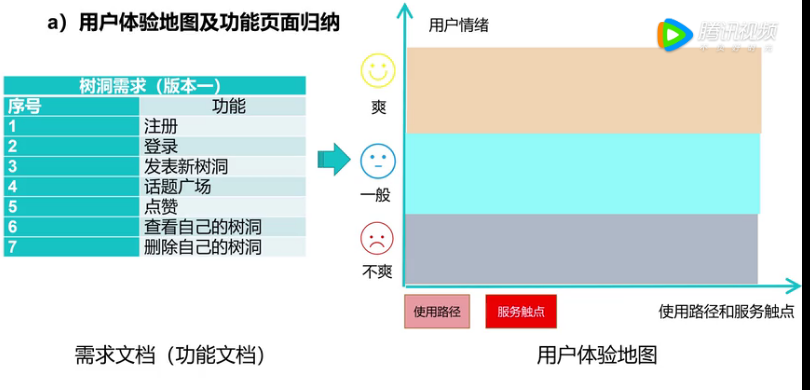 a）用户体验地图及功能页面归纳
用户情绪
腾讯视频
树洞需求（版本一）
序号 功能
1 注册
2 登录
3 发表新树洞
4 话题广场
5 点赞
6 查看自己的树洞
7 删除自己的树洞
爽
一般
不爽
使用路径 服务触点 使用路径和服务触点
需求文档（功能文档） 用户体验地图